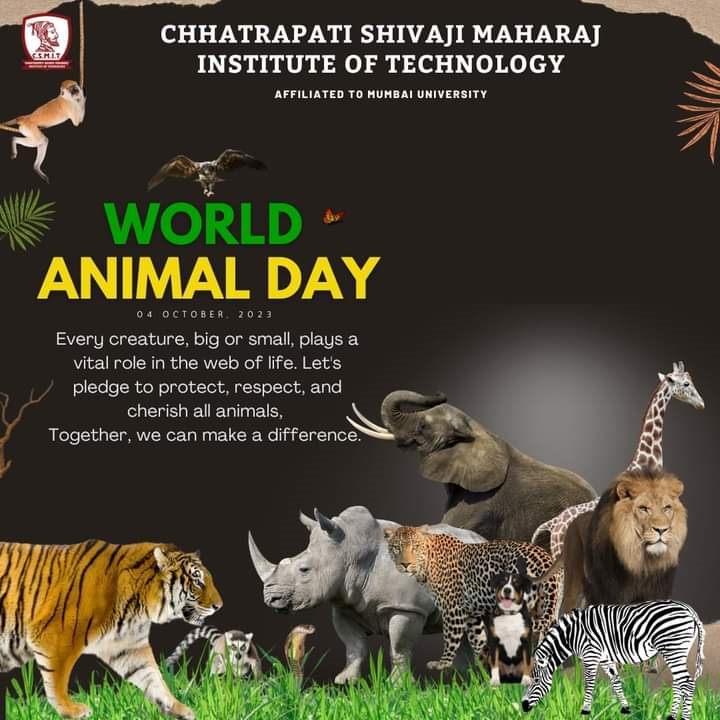 C.S.M.I.T
CHHATRAPATI SHIVAJI MAHARAJ
INSTITUTE OF TECHNOLOGY
AFFILIATED TO MUMBAI UNIVERSITY
WORLD
ANIMAL DAY
04 OCTOBER, 2023
Every creature, big or small, plays a
vital role in the web of life. Let's
pledge to protect, respect, and
cherish all animals,
Together, we can make a difference.